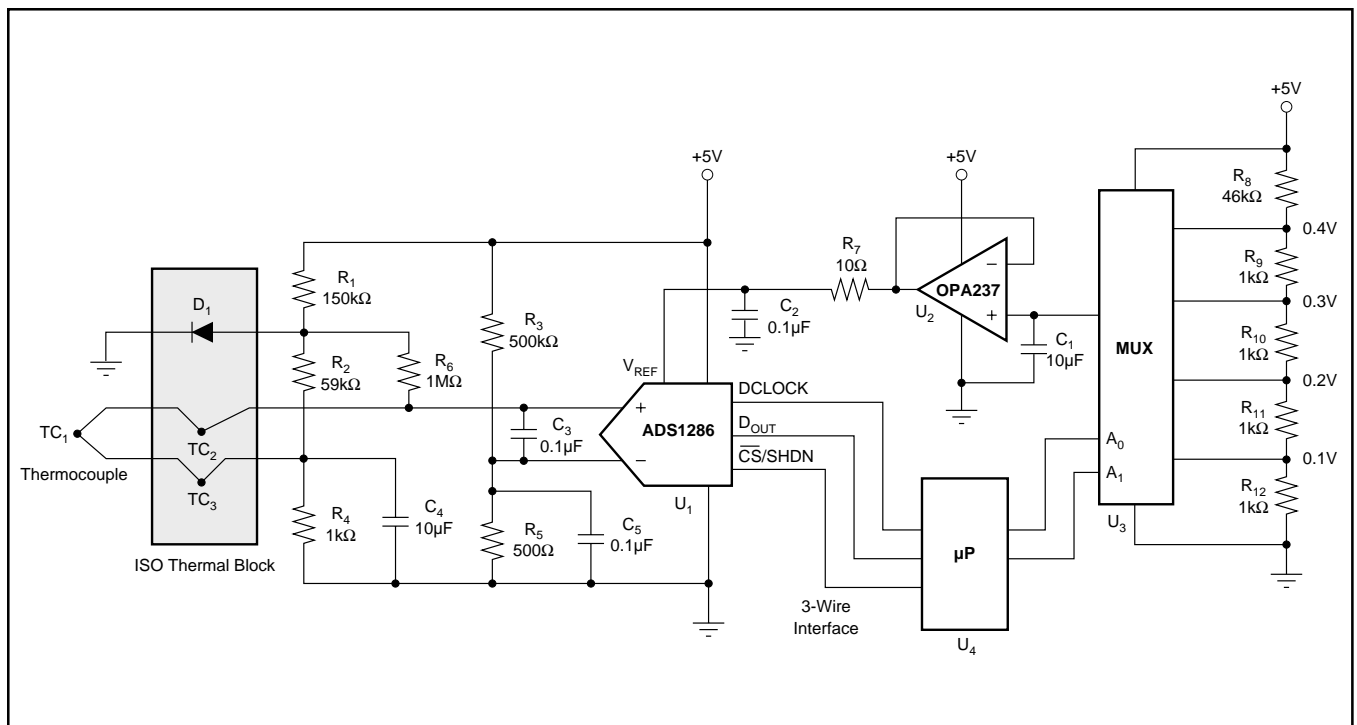 +5V
R8
46kΩ
0.4V
R9
1kΩ
0.3V
R10
1kΩ
0.2V
R11
1kΩ
0.1V
R12
1kΩ
MUX
A0
A1
U3
+5V
OPA237
−
+
U2
R7
10Ω
C1
10µF
C2
0.1µF
+5V
R1
150kΩ
D1
R2
59kΩ
R6
1MΩ
R3
500kΩ
VREF
+
ADS1286
−
U1
DCLOCK
DOUT
CS/SHDN
C3
0.1µF
TC1
Thermocouple
TC2
TC3
R4
1kΩ
C4
10µF
R5
500Ω
C5
0.1µF
ISO Thermal Block
3-Wire
Interface
µP
U4